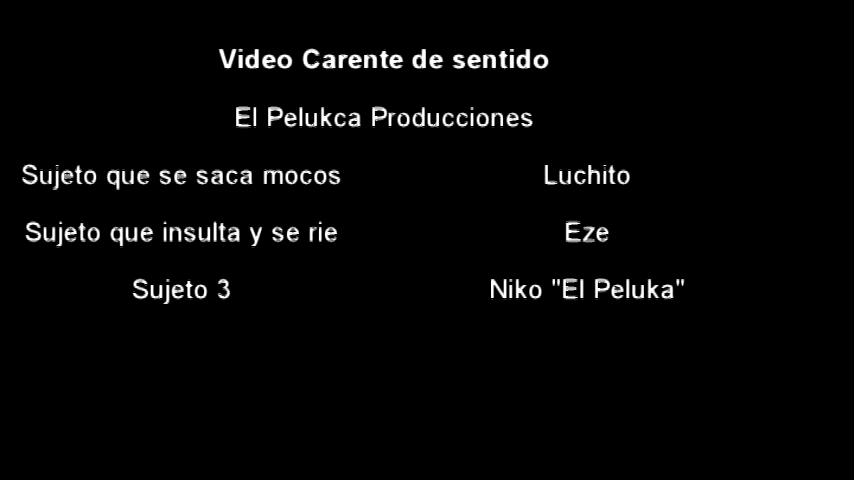 Video Carente de sentido
El Pelukca Producciones
Sujeto que se saca mocos Luchito
Sujeto que insulta y se rie Eze
Sujeto 3 Niko "El Peluka"